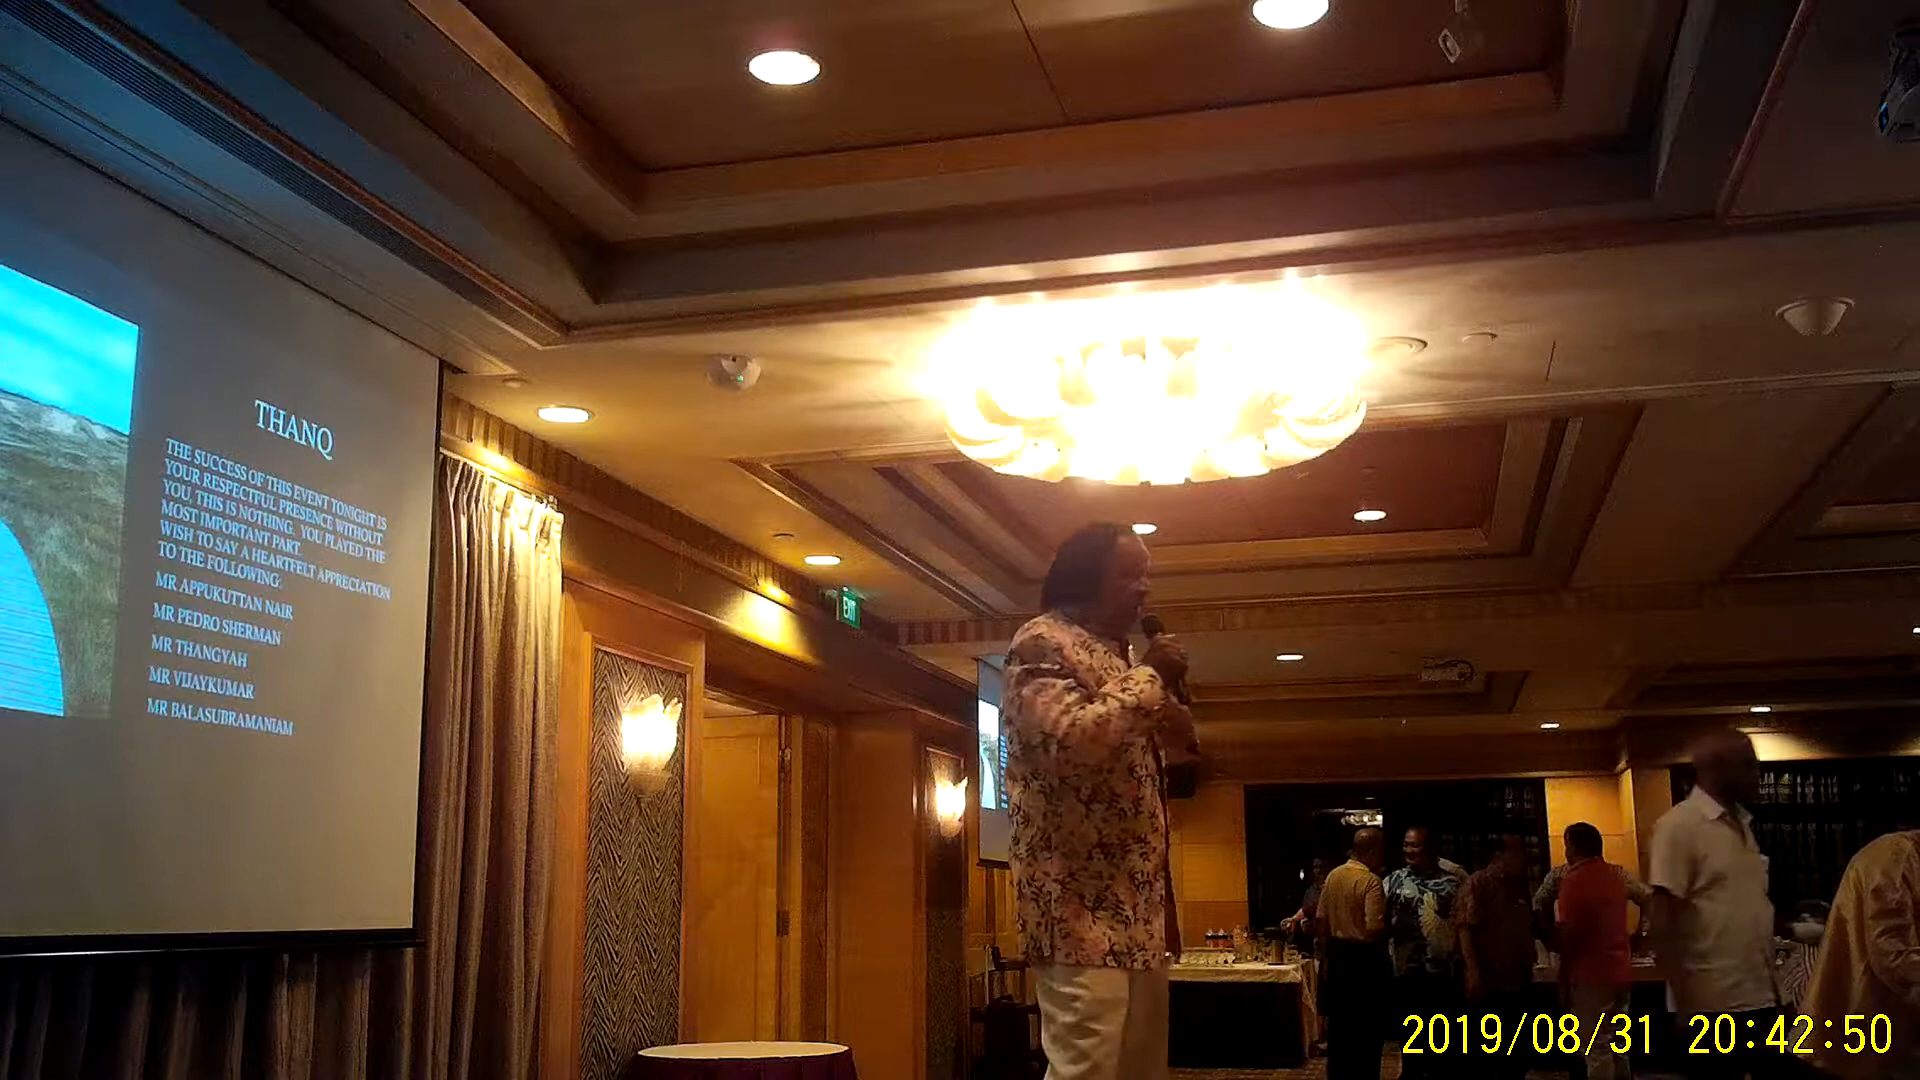 THANQ
THE SUCCESS OF THIS EVENT TONIGHT IS
YOUR RESPECTFUL PRESENCE WITHOUT
YOU, THIS IS NOTHING. YOU PLAYED THE
MOST IMPORTANT PART.
WISH TO SAY A HEARTFELT APPRECIATION
TO THE FOLLOWING:
MR APPUKUTTAN NAIR
MR PEDRO SHERMAN
MR THANGYAH
MR VIJAYKUMAR
MR BALASUBRAMANIAM
EXIT
2019/08/31 20:42:50